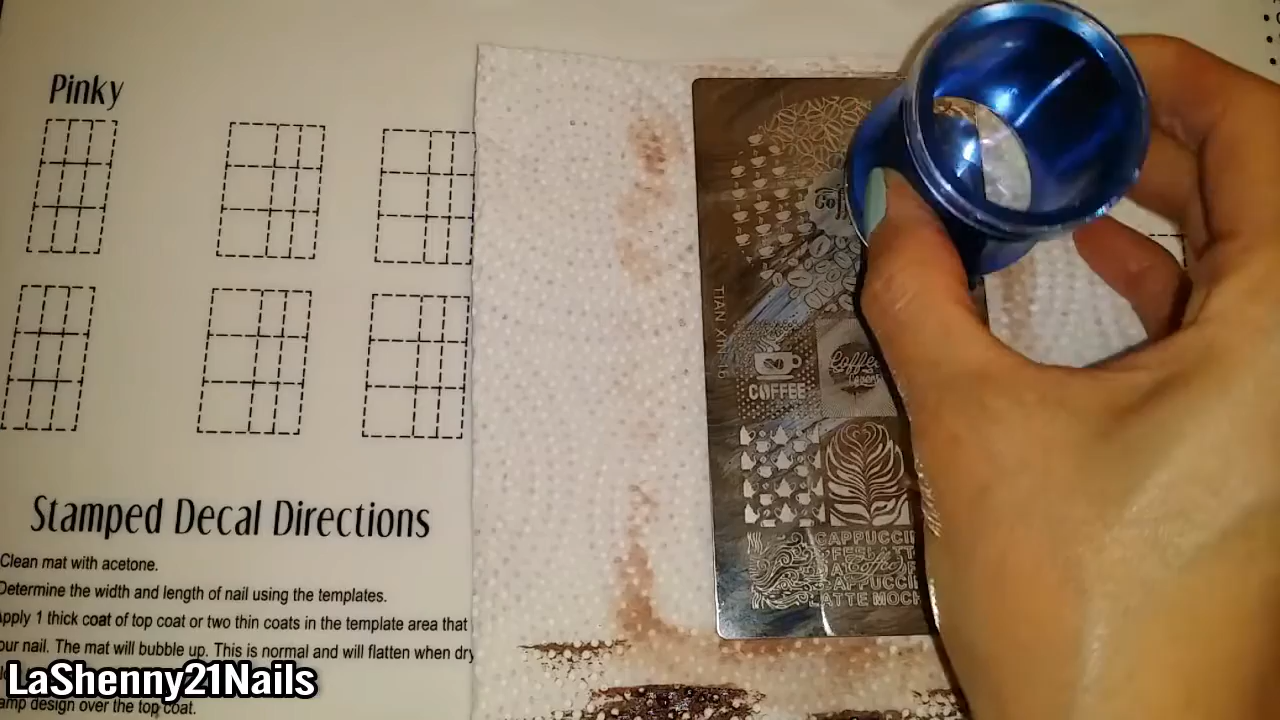 Pinky
Stamped Decal Directions
Clean mat with acetone.
Determine the width and length of nail using the templates.
Apply 1 thick coat of top coat or two thin coats in the template area that
our nail. The mat will bubble up. This is normal and will flatten when dry
amp design over the top coat.
LaShenny21Nails
TIAN XIN
COFFEE
Coffee
CAPPUCCI
Coffee
CAPPUCCI
LATTE MOCH